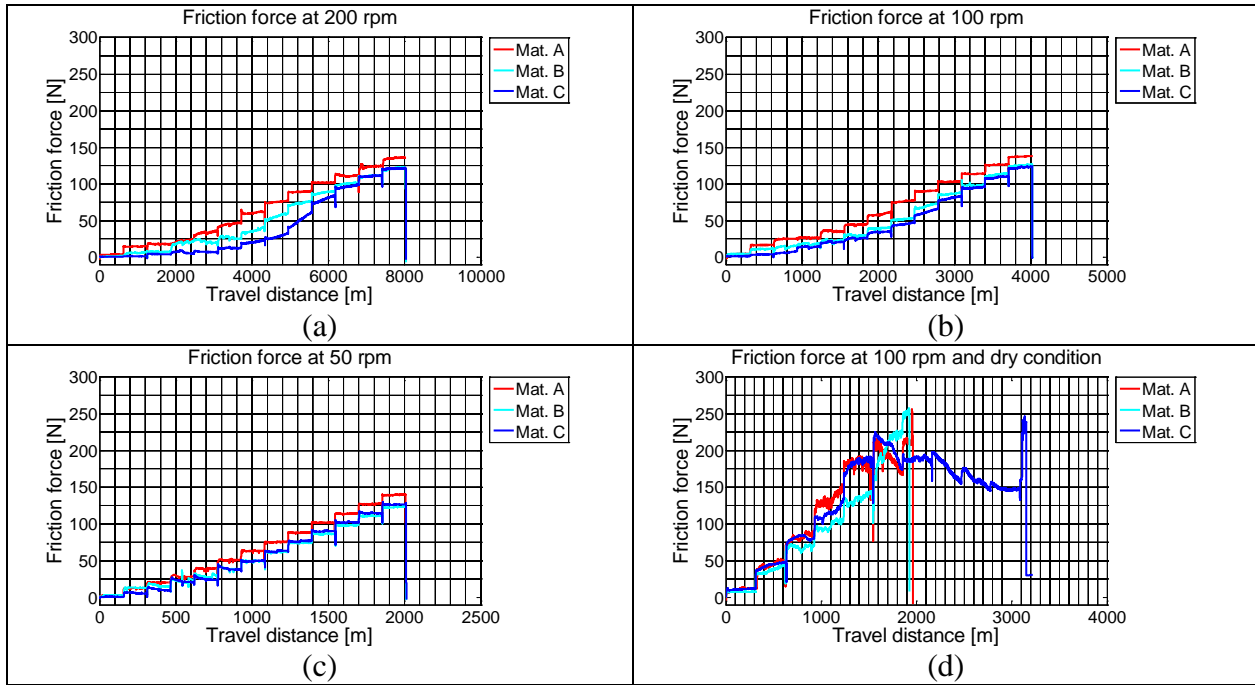 Friction force at 200 rpm
Friction force [N]
300
250
200
150
100
50
0
0 2000 4000 6000 8000 10000
Travel distance [m]
Mat. A
Mat. B
Mat. C
(a)
Friction force at 100 rpm
Friction force [N]
300
250
200
150
100
50
0
0 1000 2000 3000 4000 5000
Travel distance [m]
Mat. A
Mat. B
Mat. C
(b)
Friction force at 50 rpm
Friction force [N]
300
250
200
150
100
50
0
0 500 1000 1500 2000 2500
Travel distance [m]
Mat. A
Mat. B
Mat. C
(c)
Friction force at 100 rpm and dry condition
Friction force [N]
300
250
200
150
100
50
0
0 1000 2000 3000 4000
Travel distance [m]
Mat. A
Mat. B
Mat. C
(d)